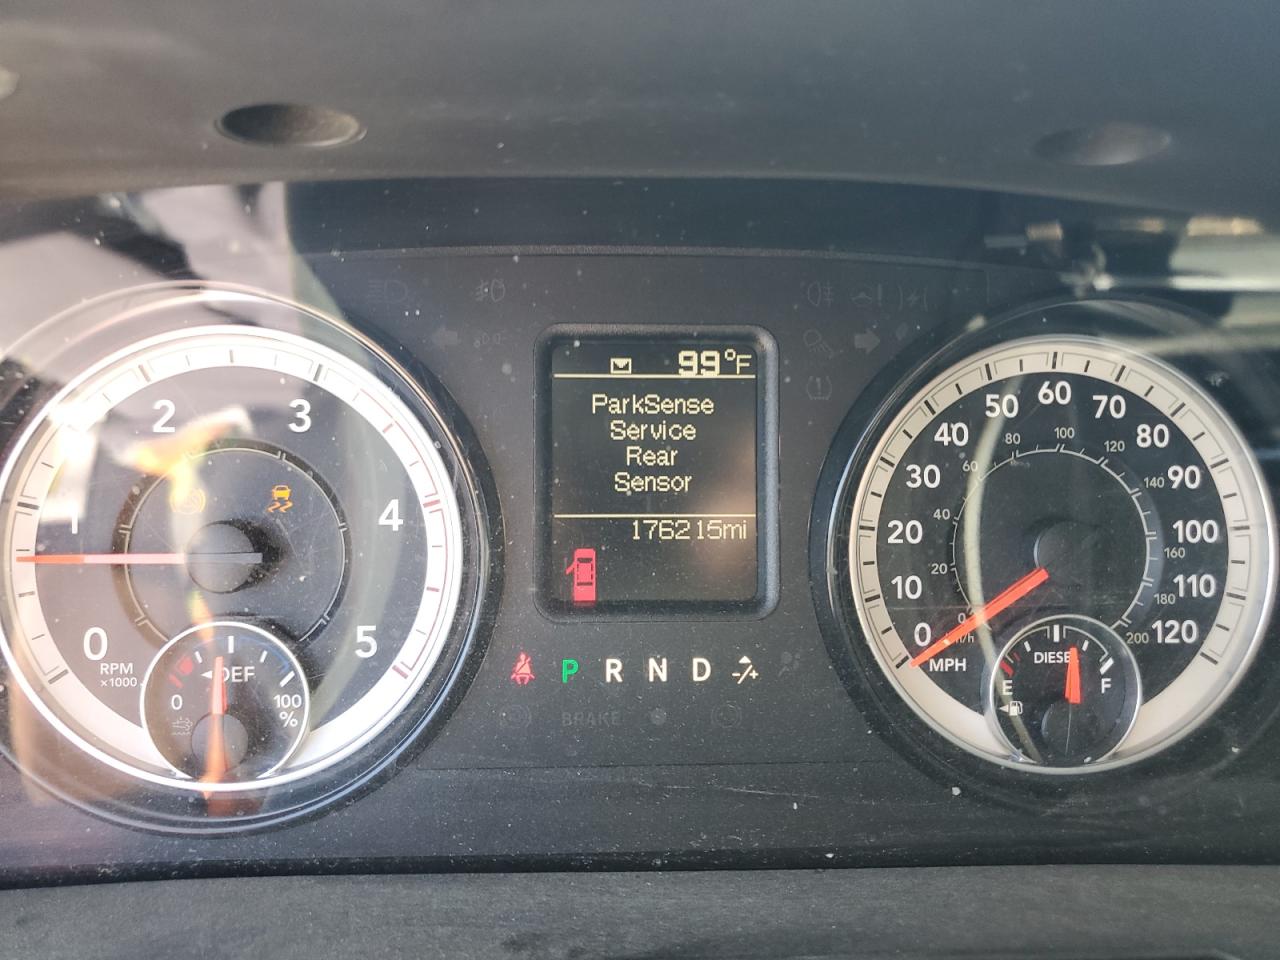 99°F
ParkSense
Service
Rear
Sensor
176215mi
P R N D -/+
BRAKE
0 1 2 3 4 5
RPM
×1000
DEF
0 100
%
0 10 20 30 40 50 60 70 80 90 100 110 120
MPH
0 20 40 60 80 100 120 140 160 180 200
km/h
DIESEL
E F